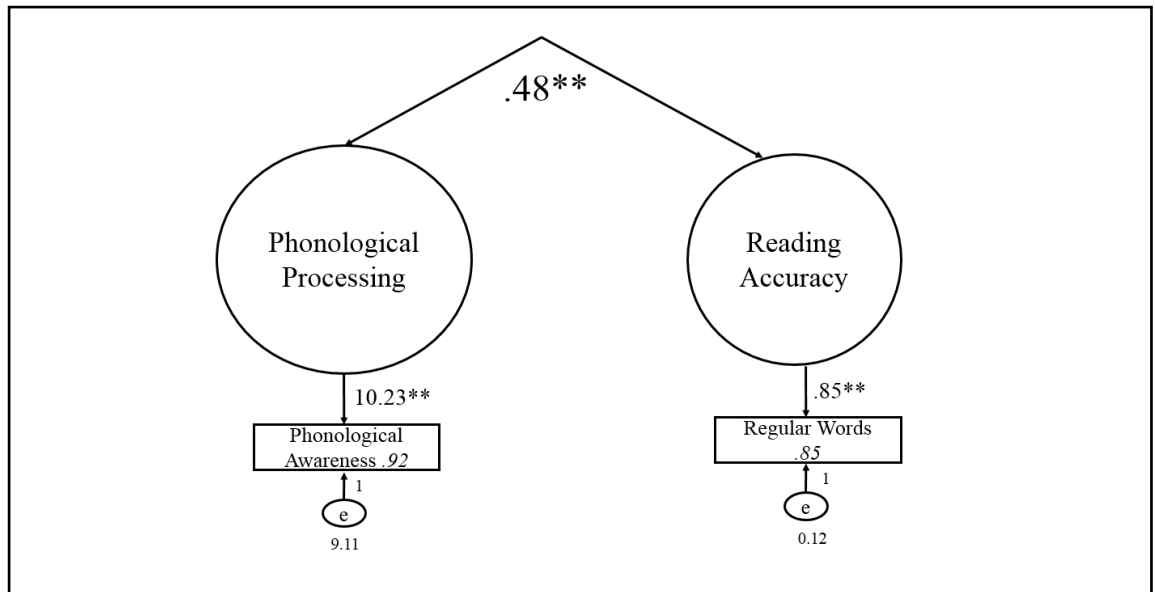 .48**
Phonological
Processing
Reading
Accuracy
10.23**
.85**
Phonological
Awareness .92
Regular Words
.85
1
1
e
e
9.11
0.12